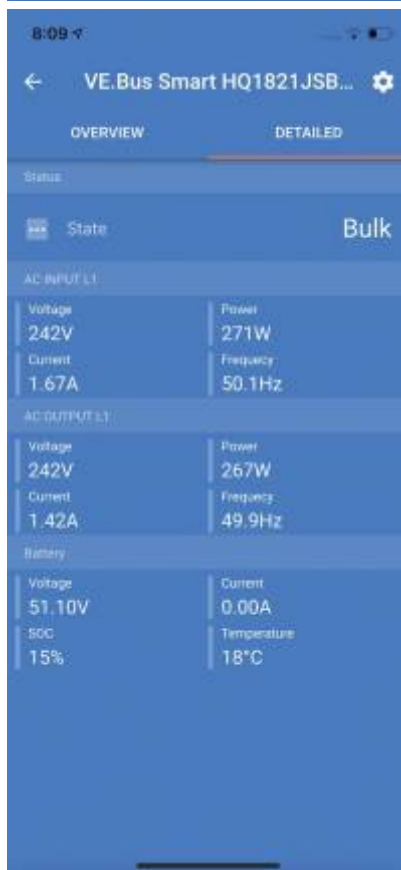 8:09
VE.Bus Smart HQ1821JSB...
OVERVIEW DETAILED
Status
State Bulk
AC INPUT L1
Voltage Power
242V 271W
Current Frequecy
1.67A 50.1Hz
AC OUTPUT L1
Voltage Power
242V 267W
Current Frequecy
1.42A 49.9Hz
Battery
Voltage Current
51.10V 0.00A
SOC Temperature
15% 18°C